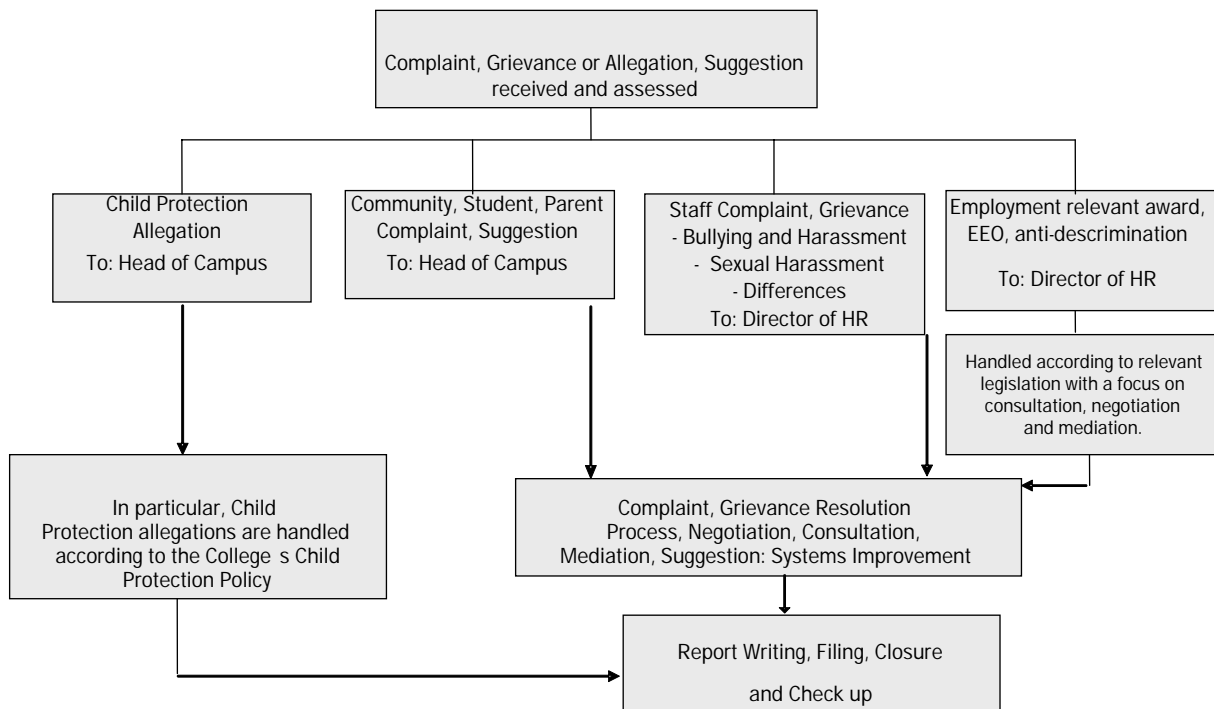 Complaint, Grievance or Allegation, Suggestion
received and assessed
Child Protection
Allegation
To: Head of Campus
Community, Student, Parent
Complaint, Suggestion
To: Head of Campus
Staff Complaint, Grievance
- Bullying and Harassment
- Sexual Harassment
- Differences
To: Director of HR
Employment relevant award,
EEO, anti-descrimination
To: Director of HR
Handled according to relevant
legislation with a focus on
consultation, negotiation
and mediation.
In particular, Child
Protection allegations are handled
according to the College s Child
Protection Policy
Complaint, Grievance Resolution
Process, Negotiation, Consultation,
Mediation, Suggestion: Systems Improvement
Report Writing, Filing, Closure
and Check up